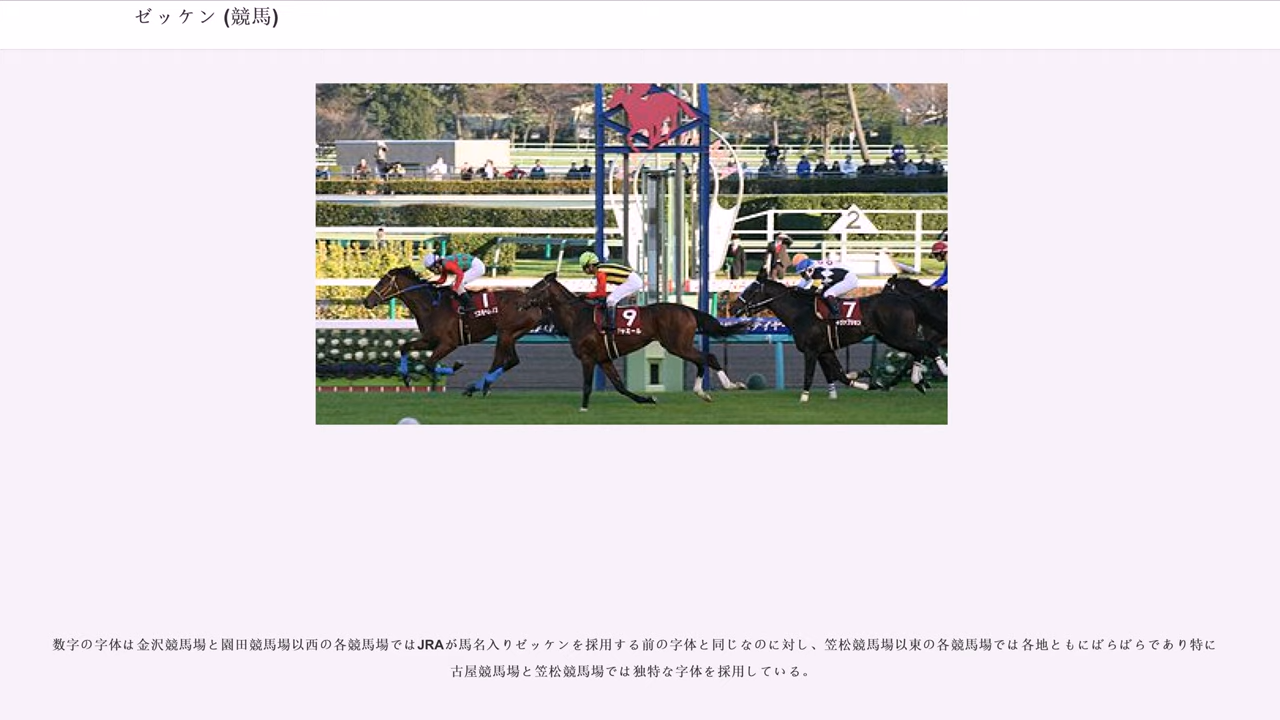 ゼッケン (競馬)
2
1
9
7
数字の字体は金沢競馬場と園田競馬場以西の各競馬場ではJRAが馬名入りゼッケンを採用する前の字体と同じなのに対し、笠松競馬場以東の各競馬場では各地ともにばらばらであり特に
古屋競馬場と笠松競馬場では独特な字体を採用している。